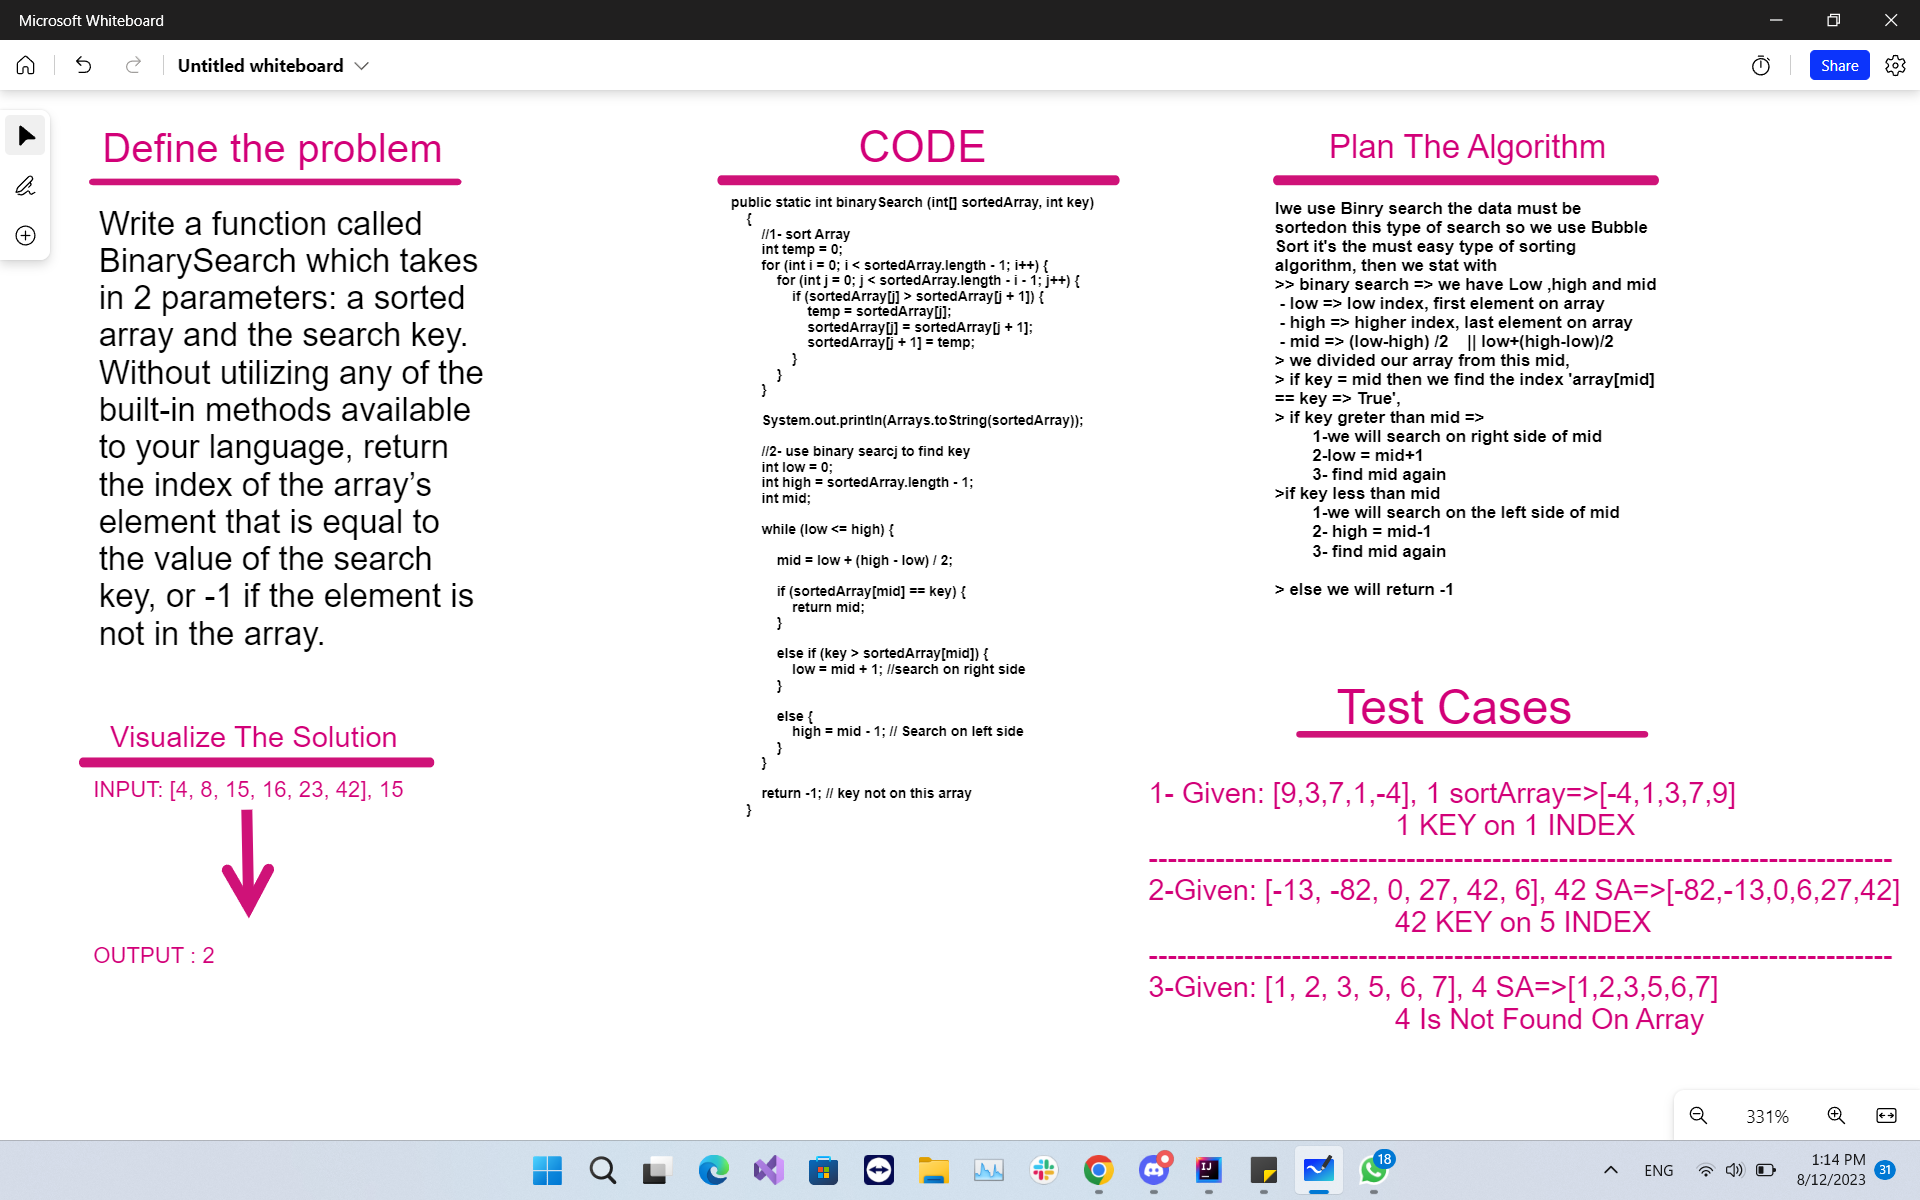 Microsoft Whiteboard
Untitled whiteboard
Share
Define the problem
Write a function called
BinarySearch which takes
in 2 parameters: a sorted
array and the search key.
Without utilizing any of the
built-in methods available
to your language, return
the index of the array’s
element that is equal to
the value of the search
key, or -1 if the element is
not in the array.
Visualize The Solution
INPUT: [4, 8, 15, 16, 23, 42], 15
OUTPUT : 2
CODE
public static int binarySearch (int[] sortedArray, int key)
{
//1- sort Array
int temp = 0;
for (int i = 0; i < sortedArray.length - 1; i++) {
for (int j = 0; j < sortedArray.length - i - 1; j++) {
if (sortedArray[j] > sortedArray[j + 1]) {
temp = sortedArray[j];
sortedArray[j] = sortedArray[j + 1];
sortedArray[j + 1] = temp;
}
}
}
System.out.println(Arrays.toString(sortedArray));
//2- use binary searcj to find key
int low = 0;
int high = sortedArray.length - 1;
int mid;
while (low <= high) {
mid = low + (high - low) / 2;
if (sortedArray[mid] == key) {
return mid;
}
else if (key > sortedArray[mid]) {
low = mid + 1; //search on right side
}
else {
high = mid - 1; // Search on left side
}
}
return -1; // key not on this array
}
Plan The Algorithm
Iwe use Binry search the data must be
sortedon this type of search so we use Bubble
Sort it's the must easy type of sorting
algorithm, then we stat with
>> binary search => we have Low ,high and mid
- low => low index, first element on array
- high => higher index, last element on array
- mid => (low-high) /2 || low+(high-low)/2
> we divided our array from this mid,
> if key = mid then we find the index 'array[mid]
== key => True',
> if key greter than mid =>
1-we will search on right side of mid
2-low = mid+1
3- find mid again
>if key less than mid
1-we will search on the left side of mid
2- high = mid-1
3- find mid again
> else we will return -1
Test Cases
1- Given: [9,3,7,1,-4], 1 sortArray=>[-4,1,3,7,9]
1 KEY on 1 INDEX
------------------------------------------------------------------------------
2-Given: [-13, -82, 0, 27, 42, 6], 42 SA=>[-82,-13,0,6,27,42]
42 KEY on 5 INDEX
------------------------------------------------------------------------------
3-Given: [1, 2, 3, 5, 6, 7], 4 SA=>[1,2,3,5,6,7]
4 Is Not Found On Array
331%
IJ
18
ENG
1:14 PM
8/12/2023
31